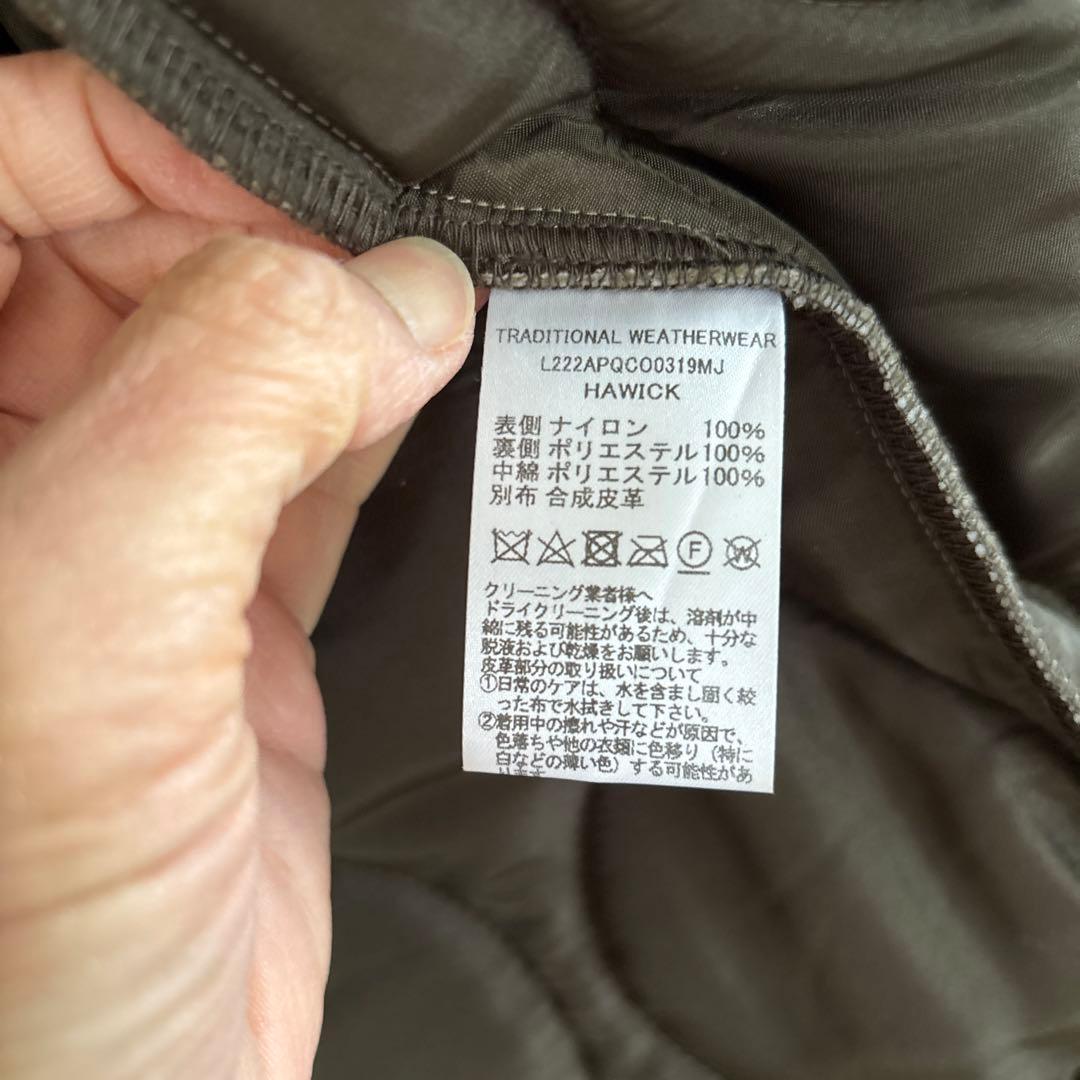 TRADITIONAL WEATHERWEAR
L222APQCO0319MJ
HAWICK
表側 ナイロン 100%
裏側 ポリエステル100%
中綿 ポリエステル100%
別布 合成皮革
F W
クリーニング業者様へ
ドライクリーニング後は、溶剤が中
綿に残る可能性があるため、十分な
脱液および乾燥をお願いします。
皮革部分の取り扱いについて
①日常のケアは、水を含まし固く絞
った布で水拭きして下さい。
②着用中の擦れや汗などが原因で、
色落ちや他の衣類に色移り（特に
白などの薄い色）する可能性があ
ります